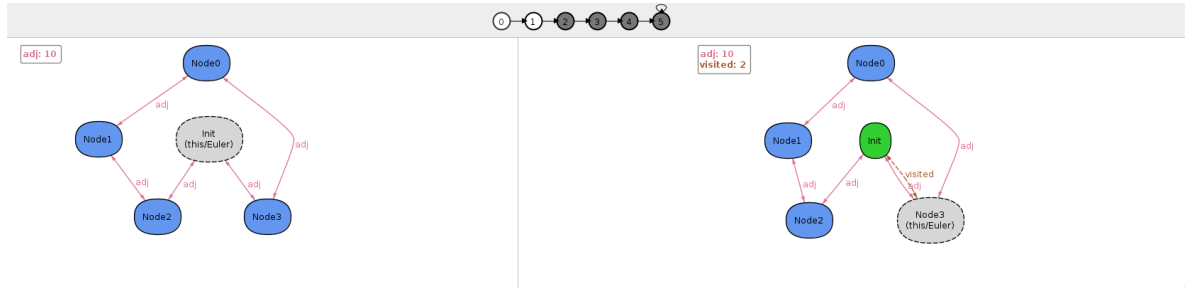 0 1 2 3 4 5
adj: 10
Node0
adj
Node1
Init
(this/Euler)
adj
adj
adj
adj
Node2
Node3
adj: 10
visited: 2
Node0
adj
Node1
Init
adj
visited
adj
adj
adj
Node2
Node3
(this/Euler)